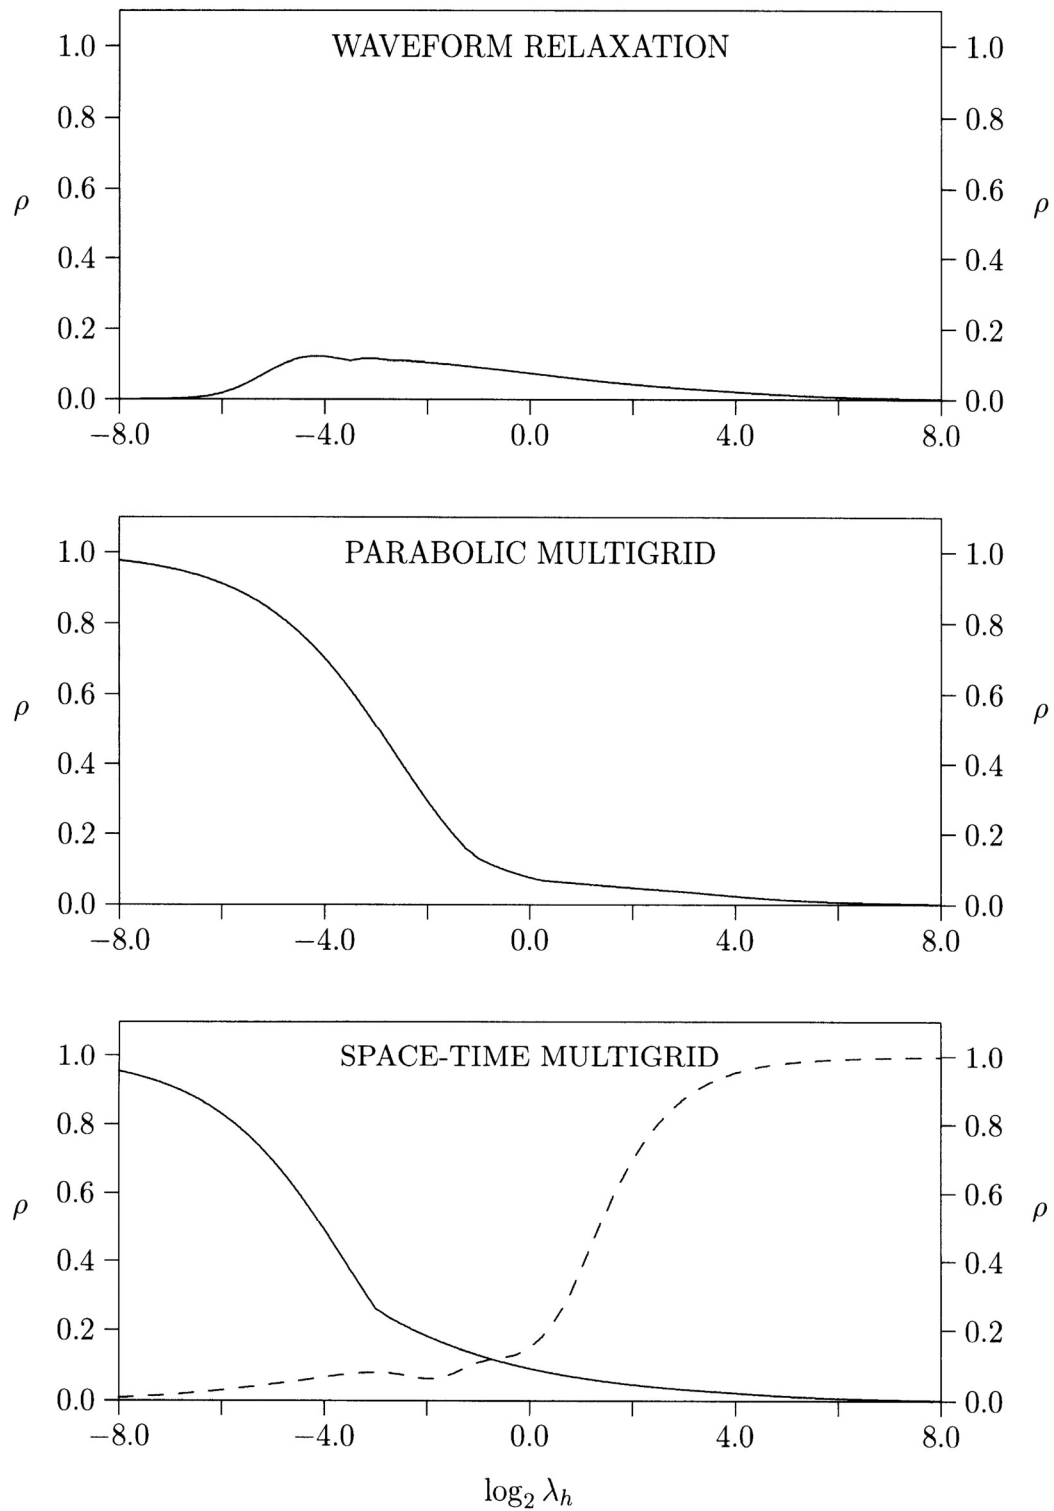 WAVEFORM RELAXATION
1.0 1.0
0.8 0.8
0.6 0.6
ρ ρ
0.4 0.4
0.2 0.2
0.0 0.0
−8.0 −4.0 0.0 4.0 8.0
PARABOLIC MULTIGRID
1.0 1.0
0.8 0.8
0.6 0.6
ρ ρ
0.4 0.4
0.2 0.2
0.0 0.0
−8.0 −4.0 0.0 4.0 8.0
SPACE-TIME MULTIGRID
1.0 1.0
0.8 0.8
0.6 0.6
ρ ρ
0.4 0.4
0.2 0.2
0.0 0.0
−8.0 −4.0 0.0 4.0 8.0
log₂ λₕ